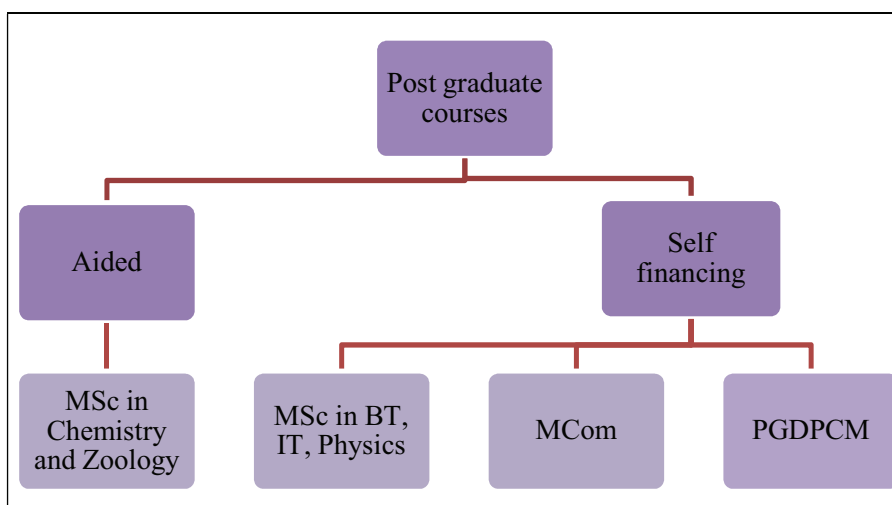 Post graduate
courses
Aided
Self
financing
MSc in
Chemistry
and Zoology
MSc in BT,
IT, Physics
MCom
PGDPCM